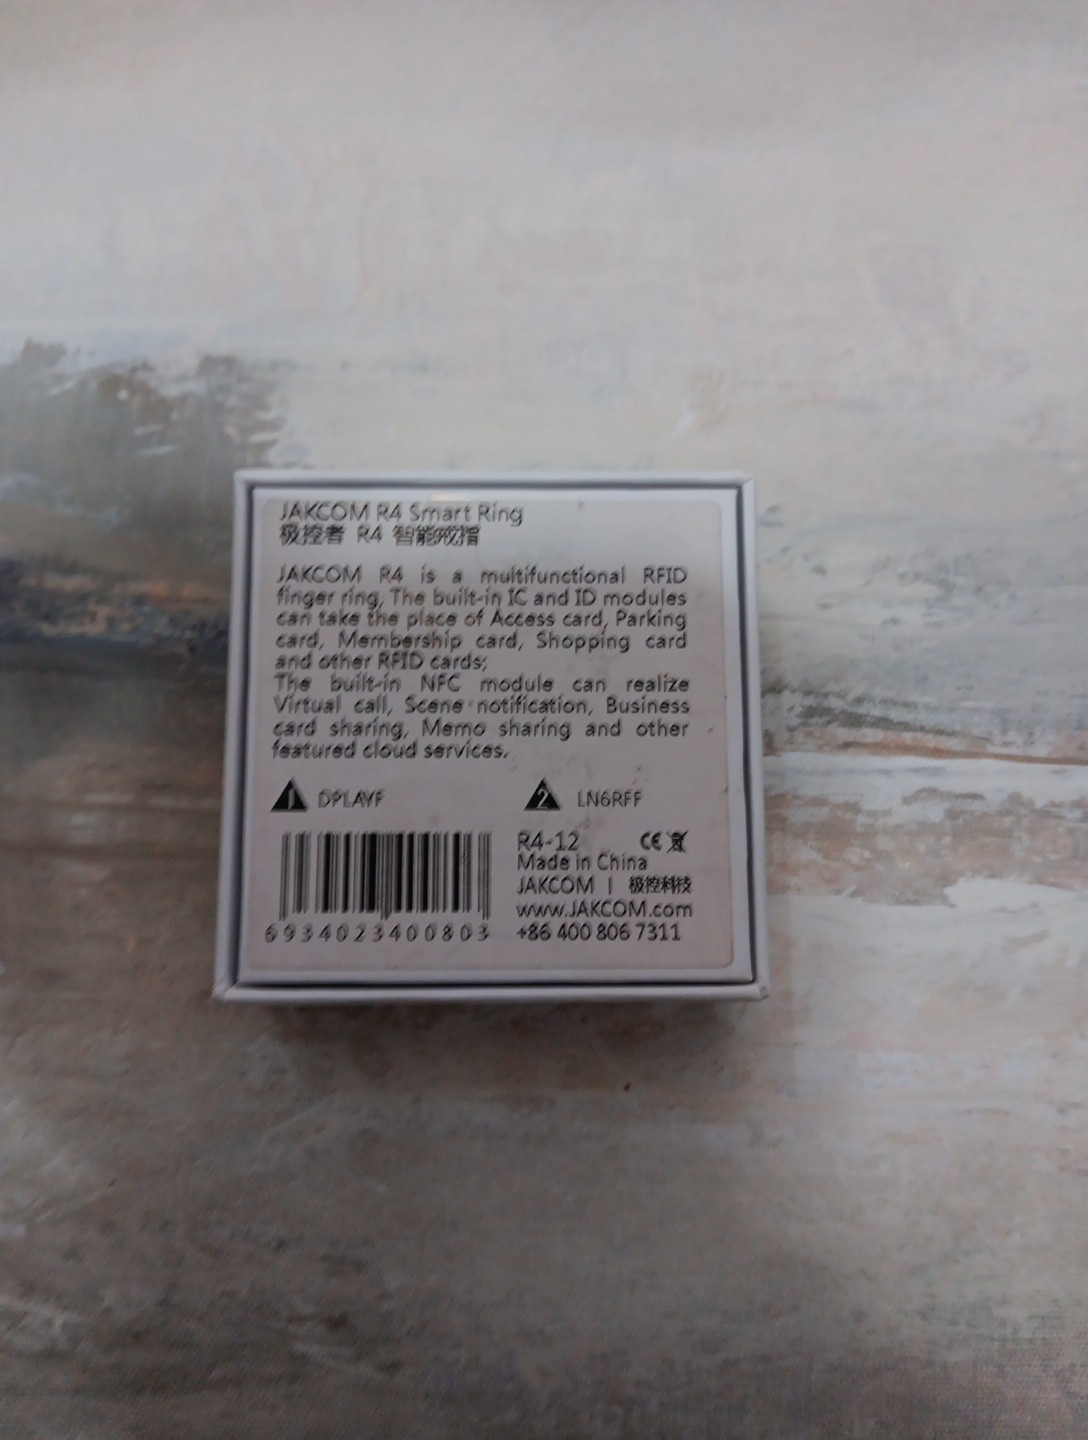 JAKCOM R4 Smart Ring
极控者 R4 智能戒指
JAKCOM R4 is a multifunctional RFID
finger ring, The built-in IC and ID modules
can take the place of Access card, Parking
card, Membership card, Shopping card
and other RFID cards;
The built-in NFC module can realize
Virtual call, Scene notification, Business
card sharing, Memo sharing and other
featured cloud services.
1 DPLAYF
2 LN6RFF
R4-12 CE
Made in China
JAKCOM | 极控科技
www.JAKCOM.com
+86 400 806 7311
6934023400803